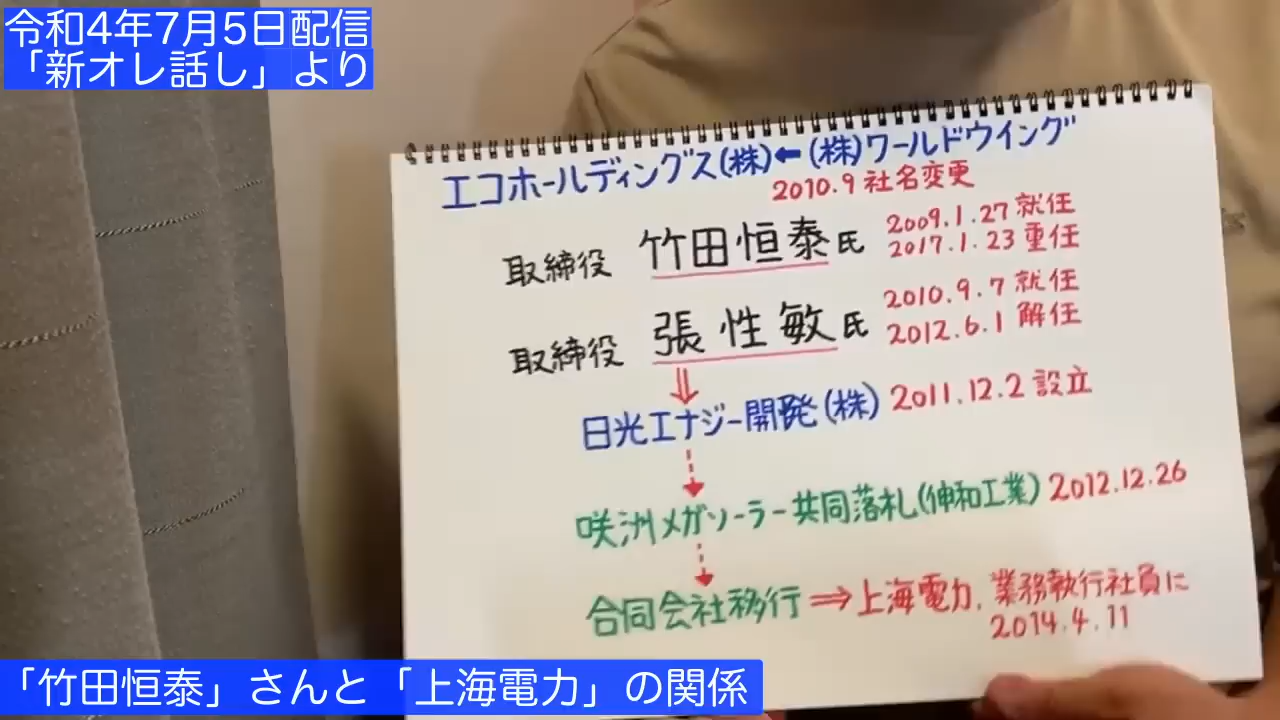 令和4年7月5日配信
「新オレ話し」より
エコホールディングス(株)⬅(株)ワールドウイング
2010.9 社名変更
取締役 竹田恒泰氏 2009.1.27 就任
2017.1.23 重任
取締役 張性敏氏 2010.9.7 就任
2012.6.1 解任
⇓
日光エナジー開発(株) 2011.12.2 設立
咲洲メガソーラー共同落札(伸和工業) 2012.12.26
合同会社移行⇒上海電力、業務執行社員に
2014.4.11
「竹田恒泰」さんと「上海電力」の関係